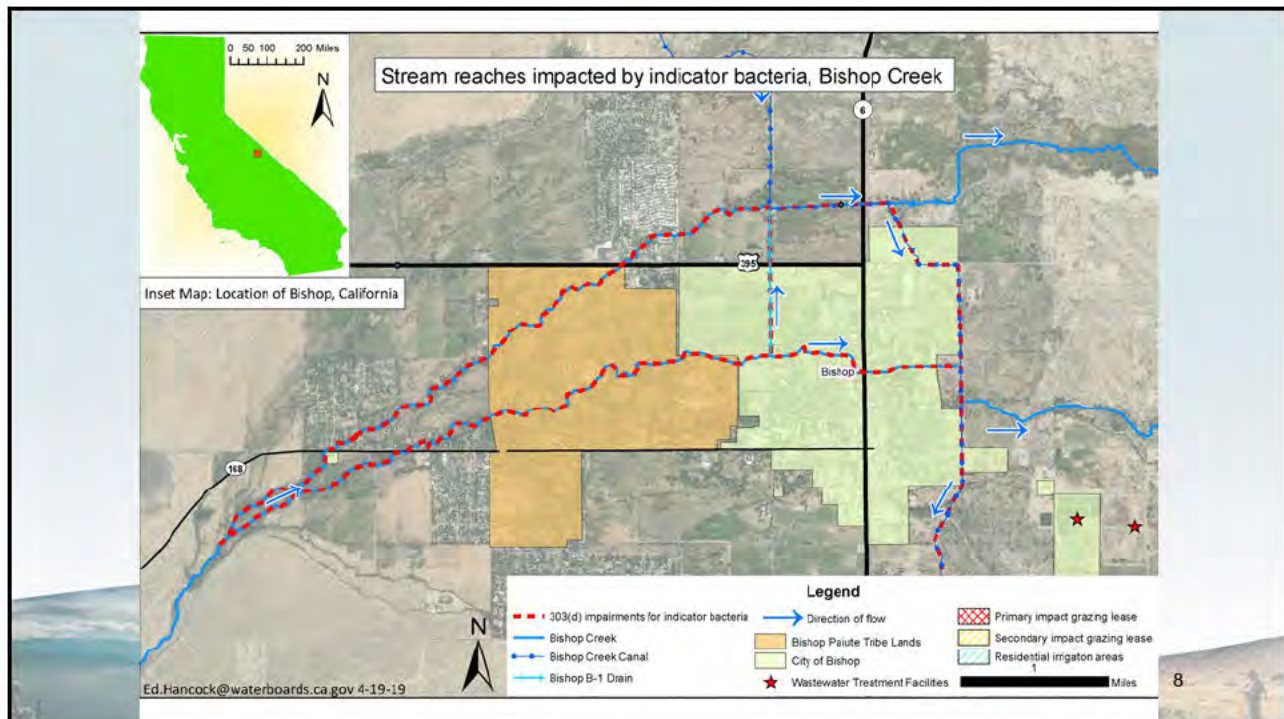 0 50 100 200 Miles
N
Stream reaches impacted by indicator bacteria, Bishop Creek
6
395
Inset Map: Location of Bishop, California
Bishop
168
Legend
303(d) impairments for indicator bacteria
Bishop Creek
Bishop Creek Canal
Bishop B-1 Drain
Direction of flow
Bishop Paiute Tribe Lands
City of Bishop
Wastewater Treatment Facilities
Primary impact grazing lease
Secondary impact grazing lease
Residential irrigaton areas
1
Miles
N
Ed.Hancock@waterboards.ca.gov 4-19-19
8